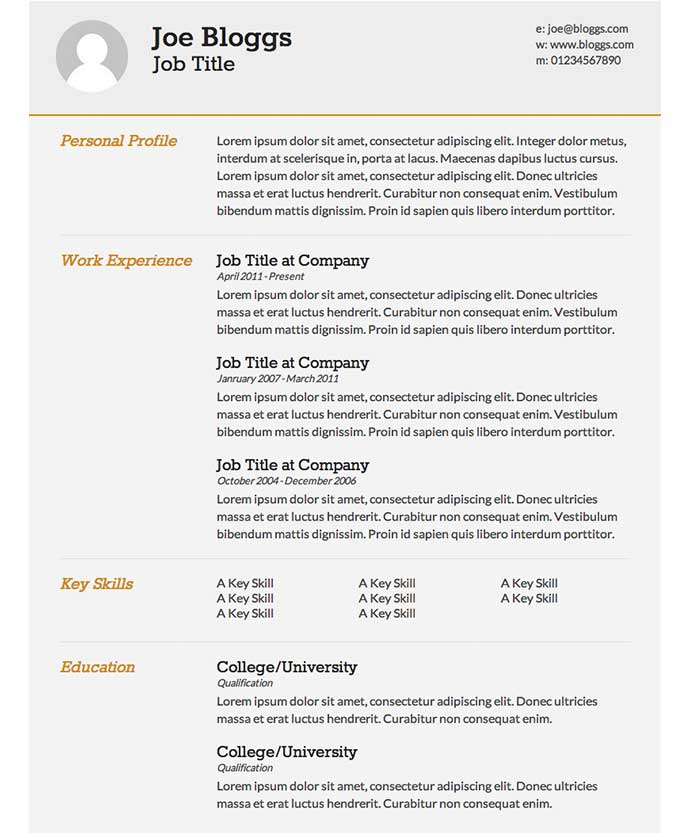 Joe Bloggs
Job Title
e: joe@bloggs.com
w: www.bloggs.com
m: 01234567890
Personal Profile
Lorem ipsum dolor sit amet, consectetur adipiscing elit. Integer dolor metus,
interdum at scelerisque in, porta at lacus. Maecenas dapibus luctus cursus.
Lorem ipsum dolor sit amet, consectetur adipiscing elit. Donec ultricies
massa et erat luctus hendrerit. Curabitur non consequat enim. Vestibulum
bibendum mattis dignissim. Proin id sapien quis libero interdum porttitor.
Work Experience
Job Title at Company
April 2011 - Present
Lorem ipsum dolor sit amet, consectetur adipiscing elit. Donec ultricies
massa et erat luctus hendrerit. Curabitur non consequat enim. Vestibulum
bibendum mattis dignissim. Proin id sapien quis libero interdum porttitor.
Job Title at Company
Janruary 2007 - March 2011
Lorem ipsum dolor sit amet, consectetur adipiscing elit. Donec ultricies
massa et erat luctus hendrerit. Curabitur non consequat enim. Vestibulum
bibendum mattis dignissim. Proin id sapien quis libero interdum porttitor.
Job Title at Company
October 2004 - December 2006
Lorem ipsum dolor sit amet, consectetur adipiscing elit. Donec ultricies
massa et erat luctus hendrerit. Curabitur non consequat enim. Vestibulum
bibendum mattis dignissim. Proin id sapien quis libero interdum porttitor.
Key Skills
A Key Skill A Key Skill A Key Skill
A Key Skill A Key Skill A Key Skill
A Key Skill A Key Skill
Education
College/University
Qualification
Lorem ipsum dolor sit amet, consectetur adipiscing elit. Donec ultricies
massa et erat luctus hendrerit. Curabitur non consequat enim.
College/University
Qualification
Lorem ipsum dolor sit amet, consectetur adipiscing elit. Donec ultricies
massa et erat luctus hendrerit. Curabitur non consequat enim.